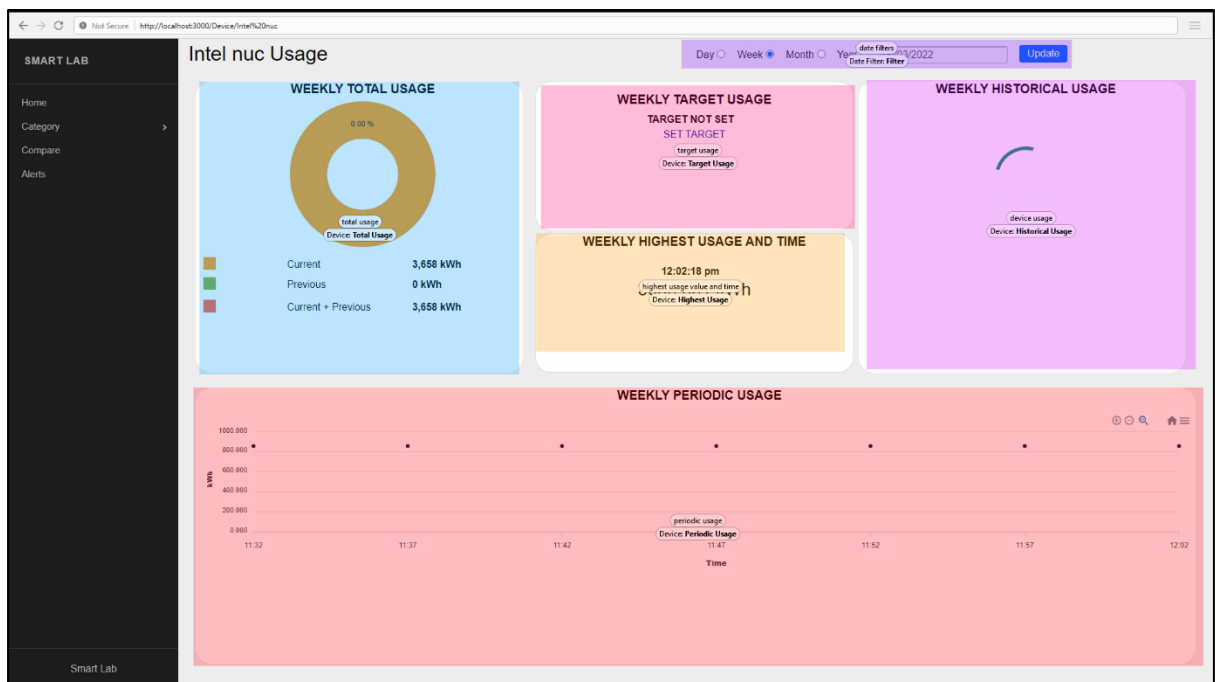 Not Secure http://localhost:3000/Device/Intel%20nuc
SMART LAB
Home
Category
Compare
Alerts
Smart Lab
Intel nuc Usage
Day Week Month
/2022
Update
date filters
Date Filter: Filter
WEEKLY TOTAL USAGE
0.00 %
total usage
Device: Total Usage
Current 3,658 kWh
Previous 0 kWh
Current + Previous 3,658 kWh
WEEKLY TARGET USAGE
TARGET NOT SET
SET TARGET
target usage
Device: Target Usage
WEEKLY HIGHEST USAGE AND TIME
12:02:18 pm
highest usage value and time
Device: Highest Usage
WEEKLY HISTORICAL USAGE
device usage
Device: Historical Usage
WEEKLY PERIODIC USAGE
1000.000
800.000
600.000
400.000
200.000
0.000
kWh
periodic usage
Device: Periodic Usage
11:32 11:37 11:42 11:47 11:52 11:57 12:02
Time